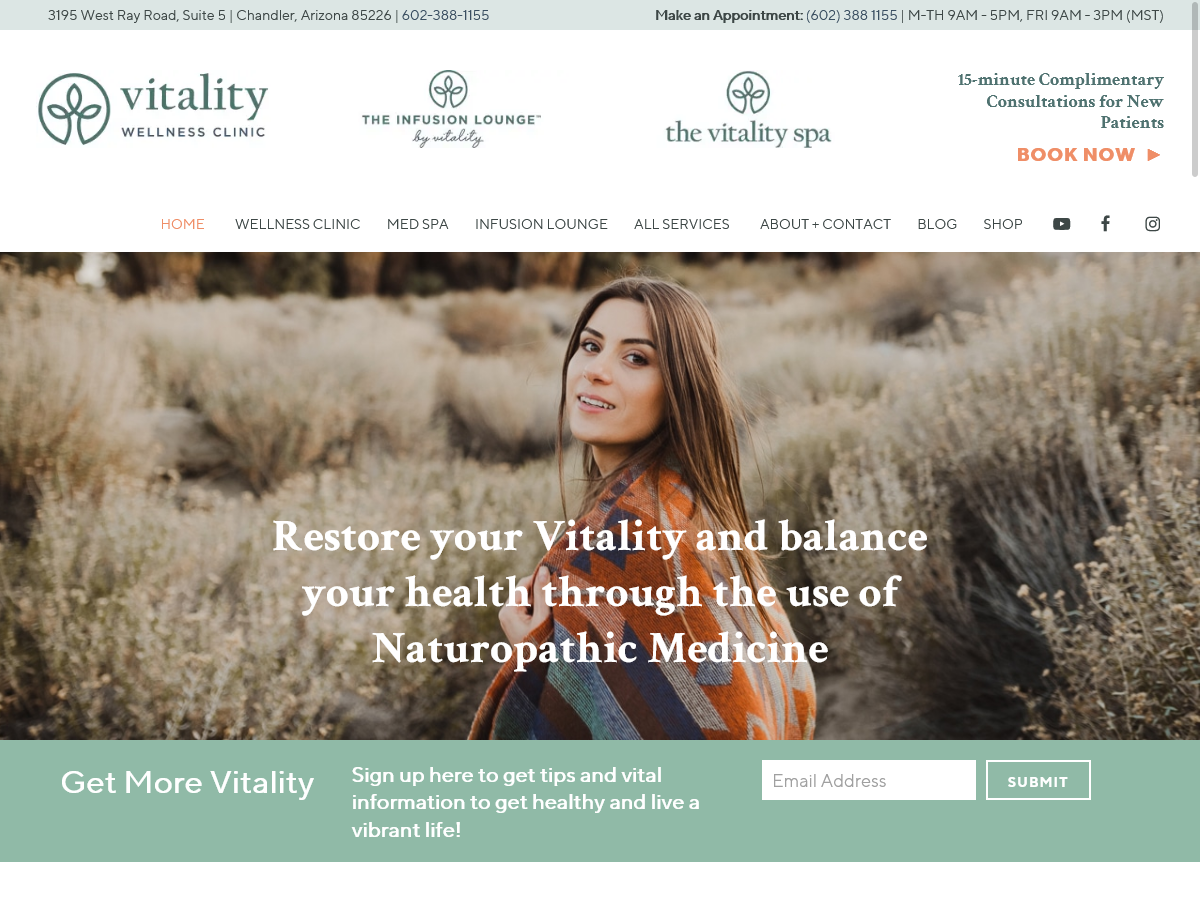 3195 West Ray Road, Suite 5 | Chandler, Arizona 85226 | 602-388-1155
Make an Appointment: (602) 388 1155 | M-TH 9AM - 5PM, FRI 9AM - 3PM (MST)
vitality
WELLNESS CLINIC
THE INFUSION LOUNGE™
by vitality
the vitality spa
15-minute Complimentary
Consultations for New
Patients
BOOK NOW ►
HOME WELLNESS CLINIC MED SPA INFUSION LOUNGE ALL SERVICES ABOUT + CONTACT BLOG SHOP
Restore your Vitality and balance
your health through the use of
Naturopathic Medicine
Get More Vitality
Sign up here to get tips and vital
information to get healthy and live a
vibrant life!
Email Address
SUBMIT